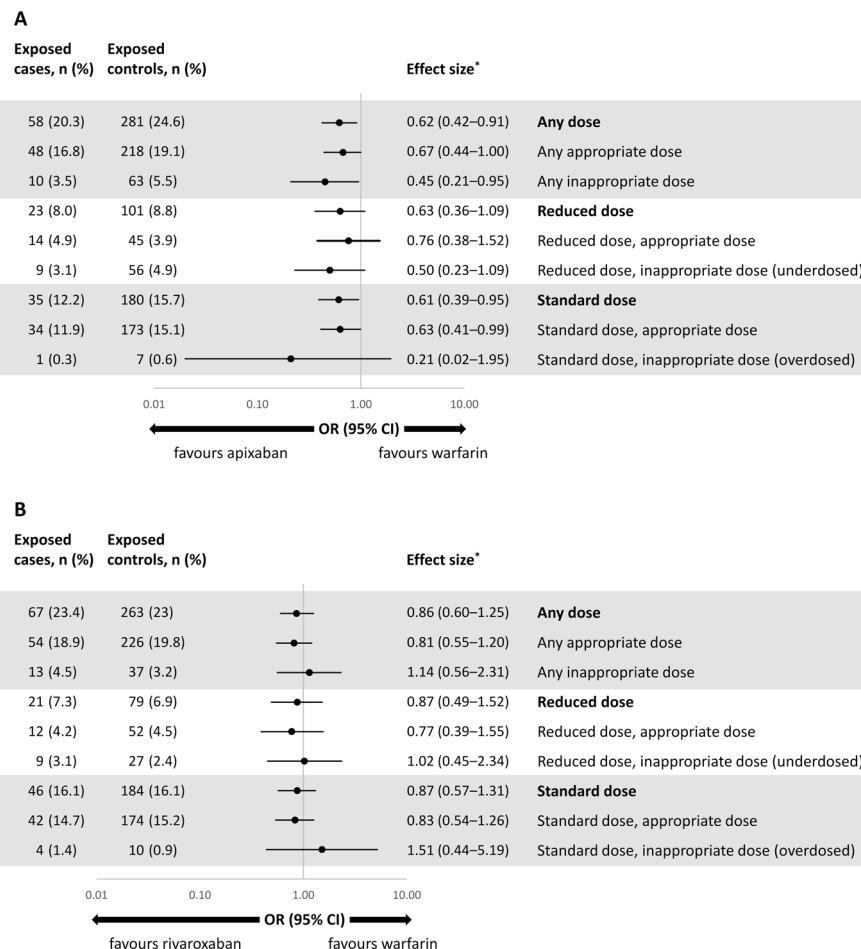 A
Exposed Exposed
cases, n (%) controls, n (%) Effect size*
58 (20.3) 281 (24.6) 0.62 (0.42–0.91) Any dose
48 (16.8) 218 (19.1) 0.67 (0.44–1.00) Any appropriate dose
10 (3.5) 63 (5.5) 0.45 (0.21–0.95) Any inappropriate dose
23 (8.0) 101 (8.8) 0.63 (0.36–1.09) Reduced dose
14 (4.9) 45 (3.9) 0.76 (0.38–1.52) Reduced dose, appropriate dose
9 (3.1) 56 (4.9) 0.50 (0.23–1.09) Reduced dose, inappropriate dose (underdosed)
35 (12.2) 180 (15.7) 0.61 (0.39–0.95) Standard dose
34 (11.9) 173 (15.1) 0.63 (0.41–0.99) Standard dose, appropriate dose
1 (0.3) 7 (0.6) 0.21 (0.02–1.95) Standard dose, inappropriate dose (overdosed)
0.01 0.10 1.00 10.00
OR (95% CI)
favours apixaban favours warfarin
B
Exposed Exposed
cases, n (%) controls, n (%) Effect size*
67 (23.4) 263 (23) 0.86 (0.60–1.25) Any dose
54 (18.9) 226 (19.8) 0.81 (0.55–1.20) Any appropriate dose
13 (4.5) 37 (3.2) 1.14 (0.56–2.31) Any inappropriate dose
21 (7.3) 79 (6.9) 0.87 (0.49–1.52) Reduced dose
12 (4.2) 52 (4.5) 0.77 (0.39–1.55) Reduced dose, appropriate dose
9 (3.1) 27 (2.4) 1.02 (0.45–2.34) Reduced dose, inappropriate dose (underdosed)
46 (16.1) 184 (16.1) 0.87 (0.57–1.31) Standard dose
42 (14.7) 174 (15.2) 0.83 (0.54–1.26) Standard dose, appropriate dose
4 (1.4) 10 (0.9) 1.51 (0.44–5.19) Standard dose, inappropriate dose (overdosed)
0.01 0.10 1.00 10.00
OR (95% CI)
favours rivaroxaban favours warfarin